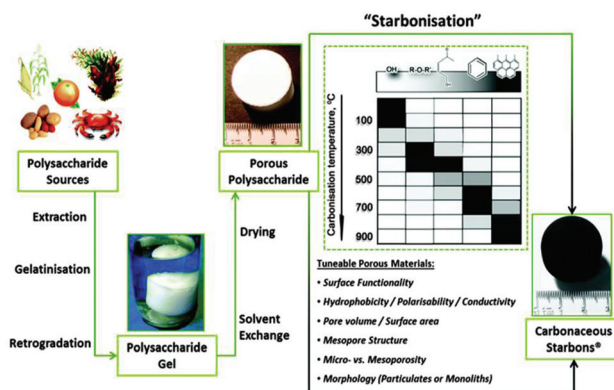 “Starbonisation”
OH
R-O-R'
Carbonisation temperature, ºC
100
300
500
700
900
Polysaccharide
Sources
Extraction
Gelatinisation
Retrogradation
Polysaccharide
Gel
Solvent
Exchange
Drying
Porous
Polysaccharide
Tuneable Porous Materials:
• Surface Functionality
• Hydrophobicity / Polarisability / Conductivity
• Pore volume / Surface area
• Mesopore Structure
• Micro- vs. Mesoporosity
• Morphology (Particulates or Monoliths)
Carbonaceous
Starbons®